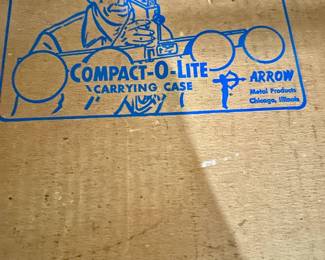 COMPACT-O-LITE
CARRYING CASE
ARROW
Metal Products
Chicago, Illinois